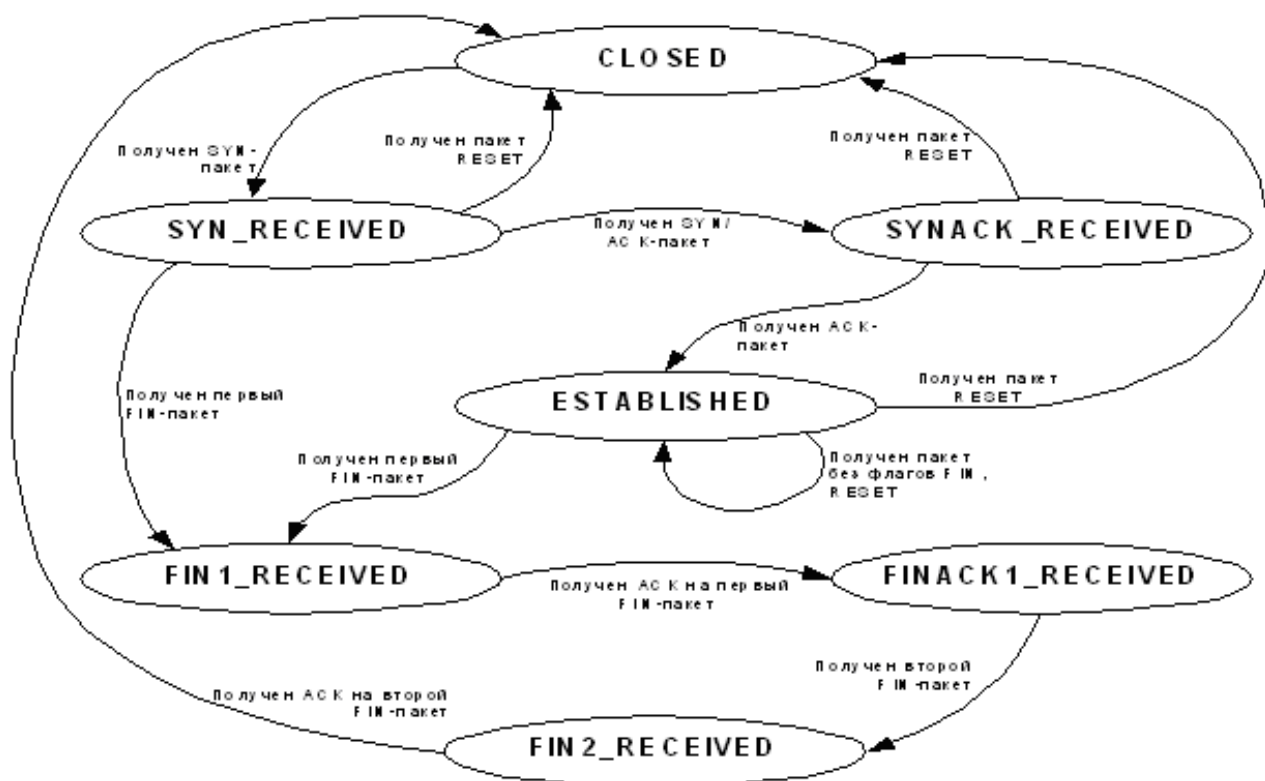 CLOSED
Получен SYN-
пакет
Получен пакет
RESET
Получен пакет
RESET
SYN_RECEIVED
Получен SYN/
ACK-пакет
SYNACK_RECEIVED
Получен ACK-
пакет
Получен первый
FIN-пакет
ESTABLISHED
Получен пакет
RESET
Получен первый
FIN-пакет
Получен пакет
без флагов FIN,
RESET
FIN1_RECEIVED
Получен ACK на первый
FIN-пакет
FINACK1_RECEIVED
Получен ACK на второй
FIN-пакет
Получен второй
FIN-пакет
FIN2_RECEIVED